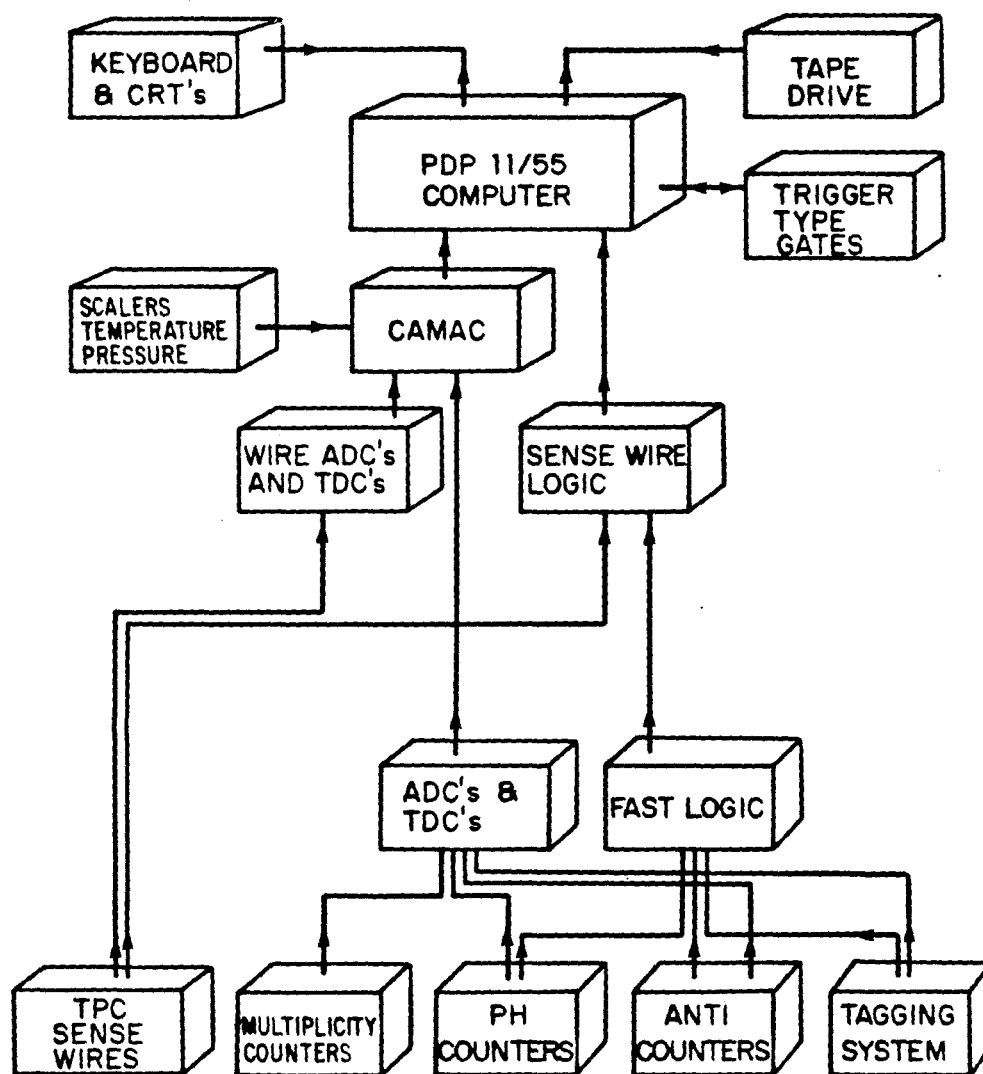 KEYBOARD
& CRT's
TAPE
DRIVE
PDP 11/55
COMPUTER
TRIGGER
TYPE
GATES
SCALERS
TEMPERATURE
PRESSURE
CAMAC
WIRE ADC's
AND TDC's
SENSE WIRE
LOGIC
ADC's &
TDC's
FAST LOGIC
TPC
SENSE
WIRES
MULTIPLICITY
COUNTERS
PH
COUNTERS
ANTI
COUNTERS
TAGGING
SYSTEM